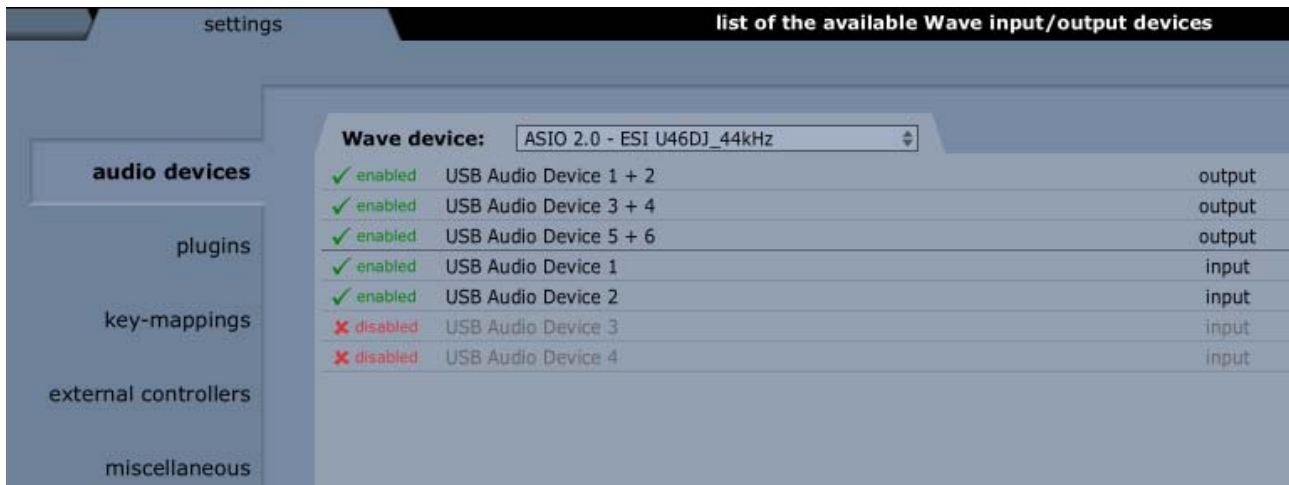 settings
list of the available Wave input/output devices
Wave device: ASIO 2.0 - ESI U46DJ_44kHz
audio devices
enabled USB Audio Device 1 + 2 output
enabled USB Audio Device 3 + 4 output
enabled USB Audio Device 5 + 6 output
enabled USB Audio Device 1 input
enabled USB Audio Device 2 input
disabled USB Audio Device 3 input
disabled USB Audio Device 4 input
plugins
key-mappings
external controllers
miscellaneous